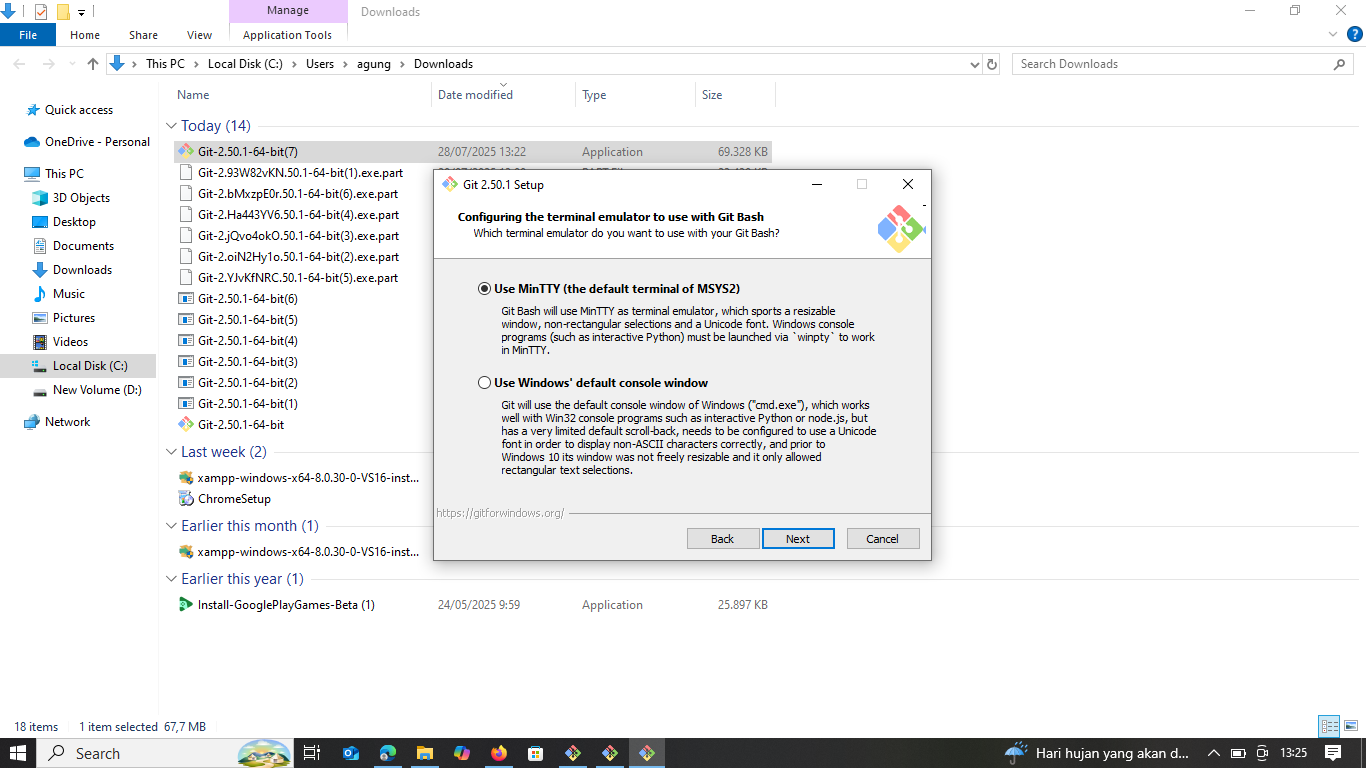 Manage
Downloads
File
Home
Share
View
Application Tools
This PC
Local Disk (C:)
Users
agung
Downloads
Search Downloads
Name
Date modified
Type
Size
Quick access
OneDrive - Personal
This PC
3D Objects
Desktop
Documents
Downloads
Music
Pictures
Videos
Local Disk (C:)
New Volume (D:)
Network
Today (14)
Git-2.50.1-64-bit(7) 28/07/2025 13:22 Application 69.328 KB
Git-2.93W82vKN.50.1-64-bit(1).exe.part
Git-2.bMxzpE0r.50.1-64-bit(6).exe.part
Git-2.Ha443YV6.50.1-64-bit(4).exe.part
Git-2.jQvo4okO.50.1-64-bit(3).exe.part
Git-2.oiN2Hy1o.50.1-64-bit(2).exe.part
Git-2.YJvKfNRC.50.1-64-bit(5).exe.part
Git-2.50.1-64-bit(6)
Git-2.50.1-64-bit(5)
Git-2.50.1-64-bit(4)
Git-2.50.1-64-bit(3)
Git-2.50.1-64-bit(2)
Git-2.50.1-64-bit(1)
Git-2.50.1-64-bit
Last week (2)
xampp-windows-x64-8.0.30-0-VS16-inst...
ChromeSetup
Earlier this month (1)
xampp-windows-x64-8.0.30-0-VS16-inst...
Earlier this year (1)
Install-GooglePlayGames-Beta (1) 24/05/2025 9:59 Application 25.897 KB
Git 2.50.1 Setup
Configuring the terminal emulator to use with Git Bash
Which terminal emulator do you want to use with your Git Bash?
Use MinTTY (the default terminal of MSYS2)
Git Bash will use MinTTY as terminal emulator, which sports a resizable
window, non-rectangular selections and a Unicode font. Windows console
programs (such as interactive Python) must be launched via `winpty` to work
in MinTTY.
Use Windows' default console window
Git will use the default console window of Windows ("cmd.exe"), which works
well with Win32 console programs such as interactive Python or node.js, but
has a very limited default scroll-back, needs to be configured to use a Unicode
font in order to display non-ASCII characters correctly, and prior to
Windows 10 its window was not freely resizable and it only allowed
rectangular text selections.
https://gitforwindows.org/
Back
Next
Cancel
18 items 1 item selected 67,7 MB
Search
Hari hujan yang akan d...
13:25